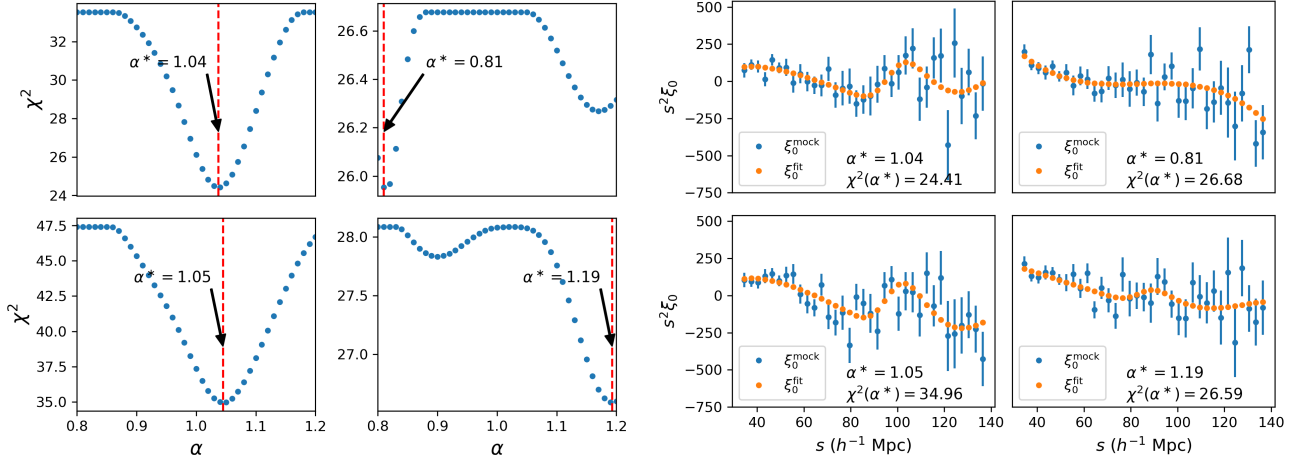 32
30
28
26
24
χ²
α* = 1.04
26.6
26.4
26.2
26.0
α* = 0.81
500
250
0
−250
−500
−750
s²ξ₀
ξ₀^mock
ξ₀^fit
α* = 1.04
χ²(α*) = 24.41
ξ₀^mock
ξ₀^fit
α* = 0.81
χ²(α*) = 26.68
47.5
45.0
42.5
40.0
37.5
35.0
χ²
α* = 1.05
0.8 0.9 1.0 1.1 1.2
α
28.0
27.5
27.0
α* = 1.19
0.8 0.9 1.0 1.1 1.2
α
500
250
0
−250
−500
−750
s²ξ₀
ξ₀^mock
ξ₀^fit
α* = 1.05
χ²(α*) = 34.96
40 60 80 100 120 140
s (h⁻¹ Mpc)
ξ₀^mock
ξ₀^fit
α* = 1.19
χ²(α*) = 26.59
40 60 80 100 120 140
s (h⁻¹ Mpc)